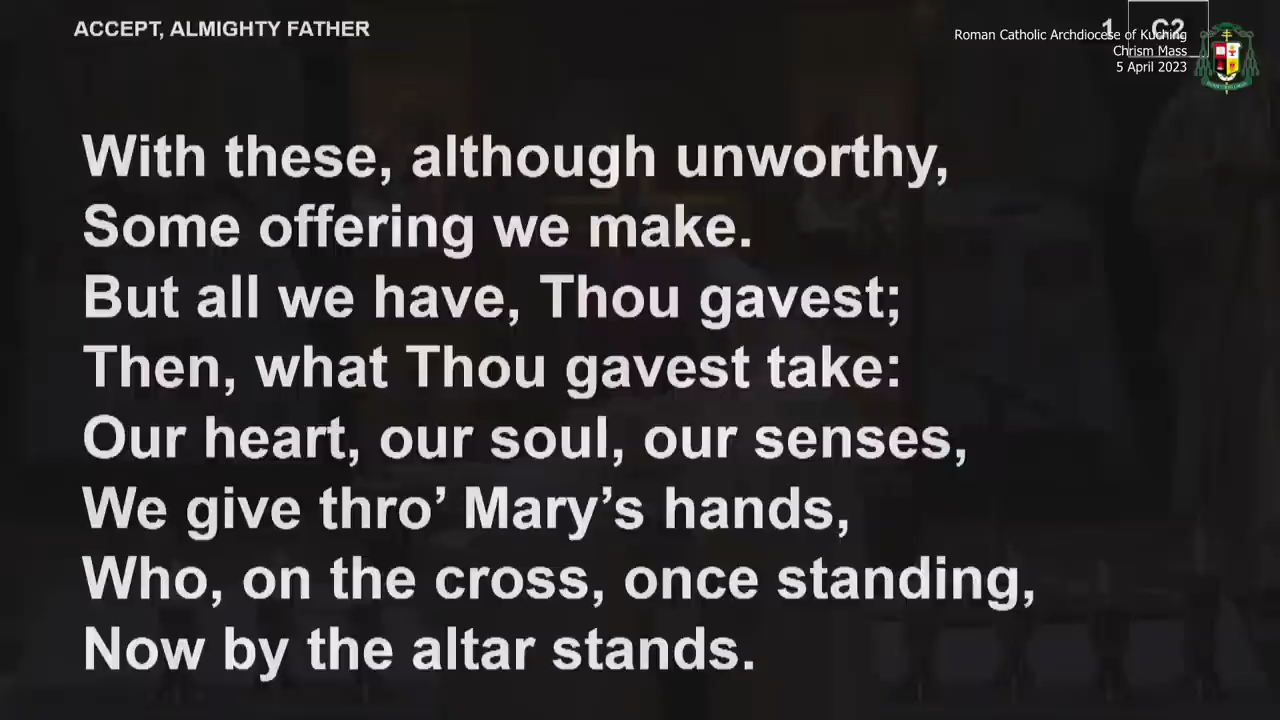 ACCEPT, ALMIGHTY FATHER
1 C2
Roman Catholic Archdiocese of Kuching
Chrism Mass
5 April 2023
With these, although unworthy,
Some offering we make.
But all we have, Thou gavest;
Then, what Thou gavest take:
Our heart, our soul, our senses,
We give thro’ Mary’s hands,
Who, on the cross, once standing,
Now by the altar stands.